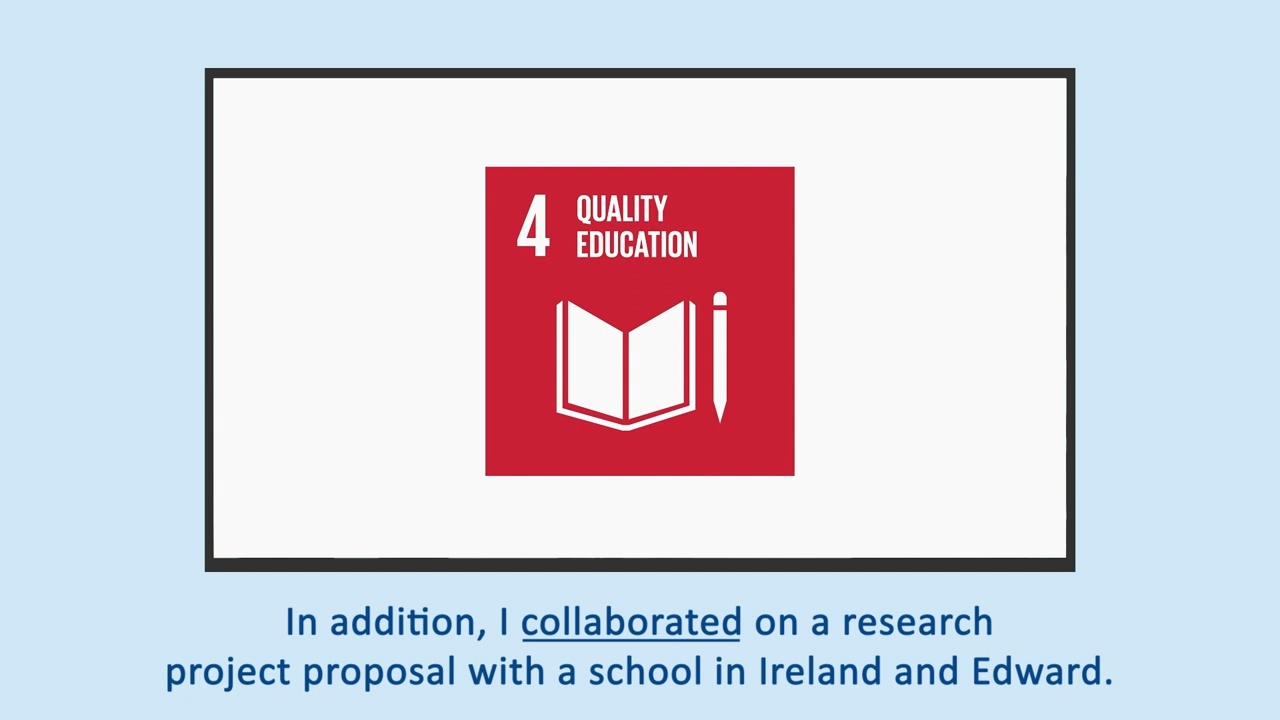 4 QUALITY
EDUCATION
In addition, I collaborated on a research
project proposal with a school in Ireland and Edward.